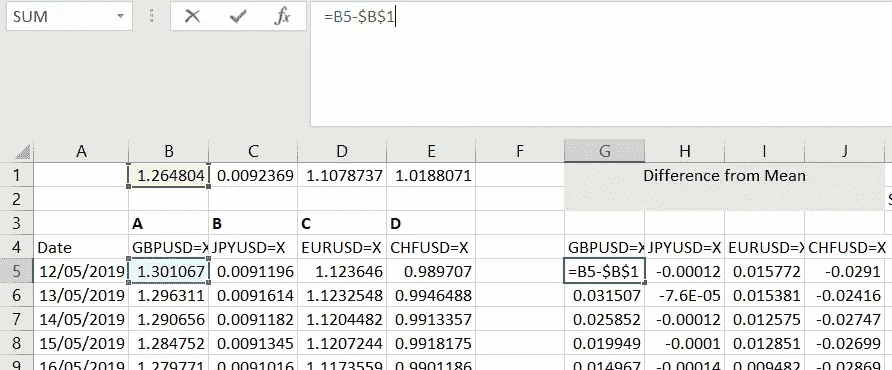 SUM fx =B5-$B$1
A B C D E F G H I J
1 1.264804 0.0092369 1.1078737 1.0188071 Difference from Mean
2 S
3 A B C D
4 Date GBPUSD=X JPYUSD=X EURUSD=X CHFUSD=X GBPUSD=X JPYUSD=X EURUSD=X CHFUSD=X
5 12/05/2019 1.301067 0.0091196 1.123646 0.989707 =B5-$B$1 -0.00012 0.015772 -0.0291
6 13/05/2019 1.296311 0.0091614 1.1232548 0.9946488 0.031507 -7.6E-05 0.015381 -0.02416
7 14/05/2019 1.290656 0.0091182 1.1204482 0.9913357 0.025852 -0.00012 0.012575 -0.02747
8 15/05/2019 1.284752 0.0091345 1.1207244 0.9918175 0.019949 -0.0001 0.012851 -0.02699
9 16/05/2019 1.279771 0.0091016 1.1173559 0.9901186 0.014967 -0.00014 0.009482 -0.02869